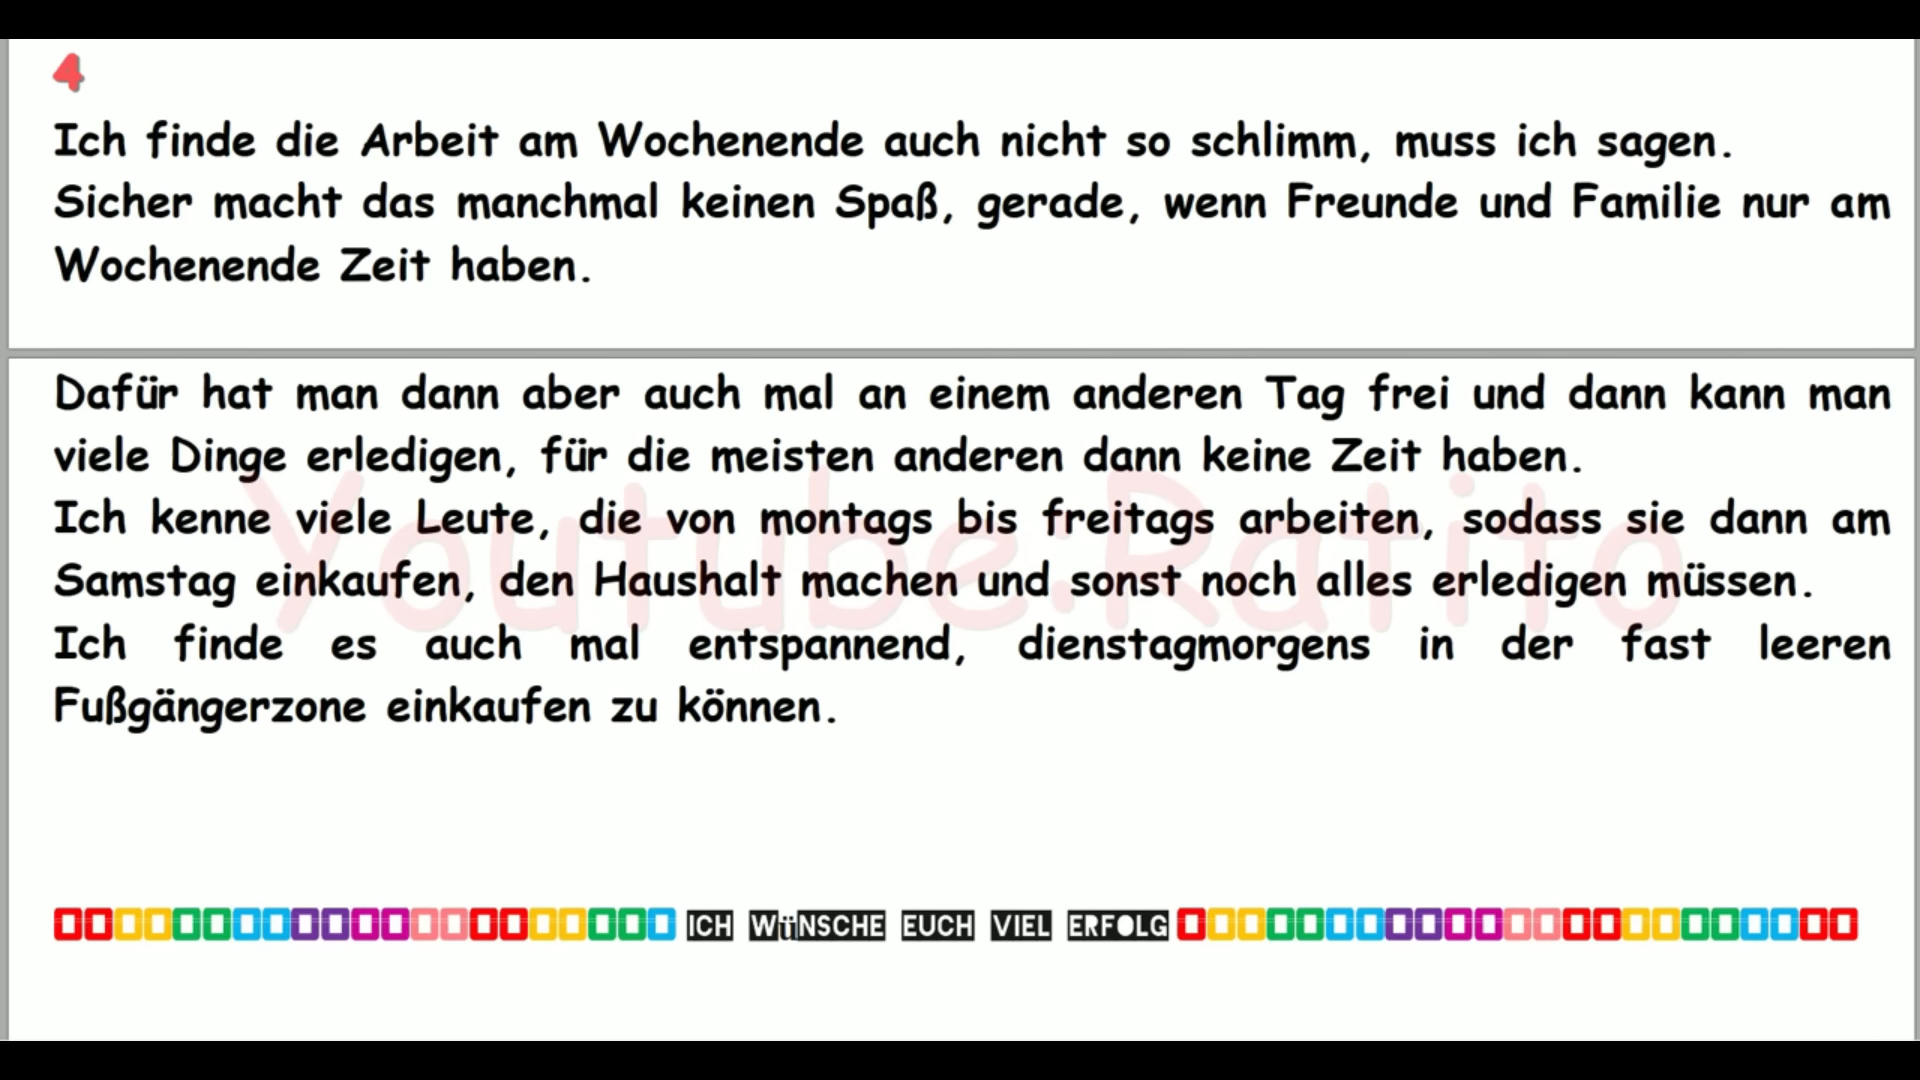 4
Ich finde die Arbeit am Wochenende auch nicht so schlimm, muss ich sagen.
Sicher macht das manchmal keinen Spaß, gerade, wenn Freunde und Familie nur am
Wochenende Zeit haben.
Dafür hat man dann aber auch mal an einem anderen Tag frei und dann kann man
viele Dinge erledigen, für die meisten anderen dann keine Zeit haben.
Ich kenne viele Leute, die von montags bis freitags arbeiten, sodass sie dann am
Samstag einkaufen, den Haushalt machen und sonst noch alles erledigen müssen.
Youtube:Ratito
Ich finde es auch mal entspannend, dienstagmorgens in der fast leeren
Fußgängerzone einkaufen zu können.
ICH WüNSCHE EUCH VIEL ERFOLG